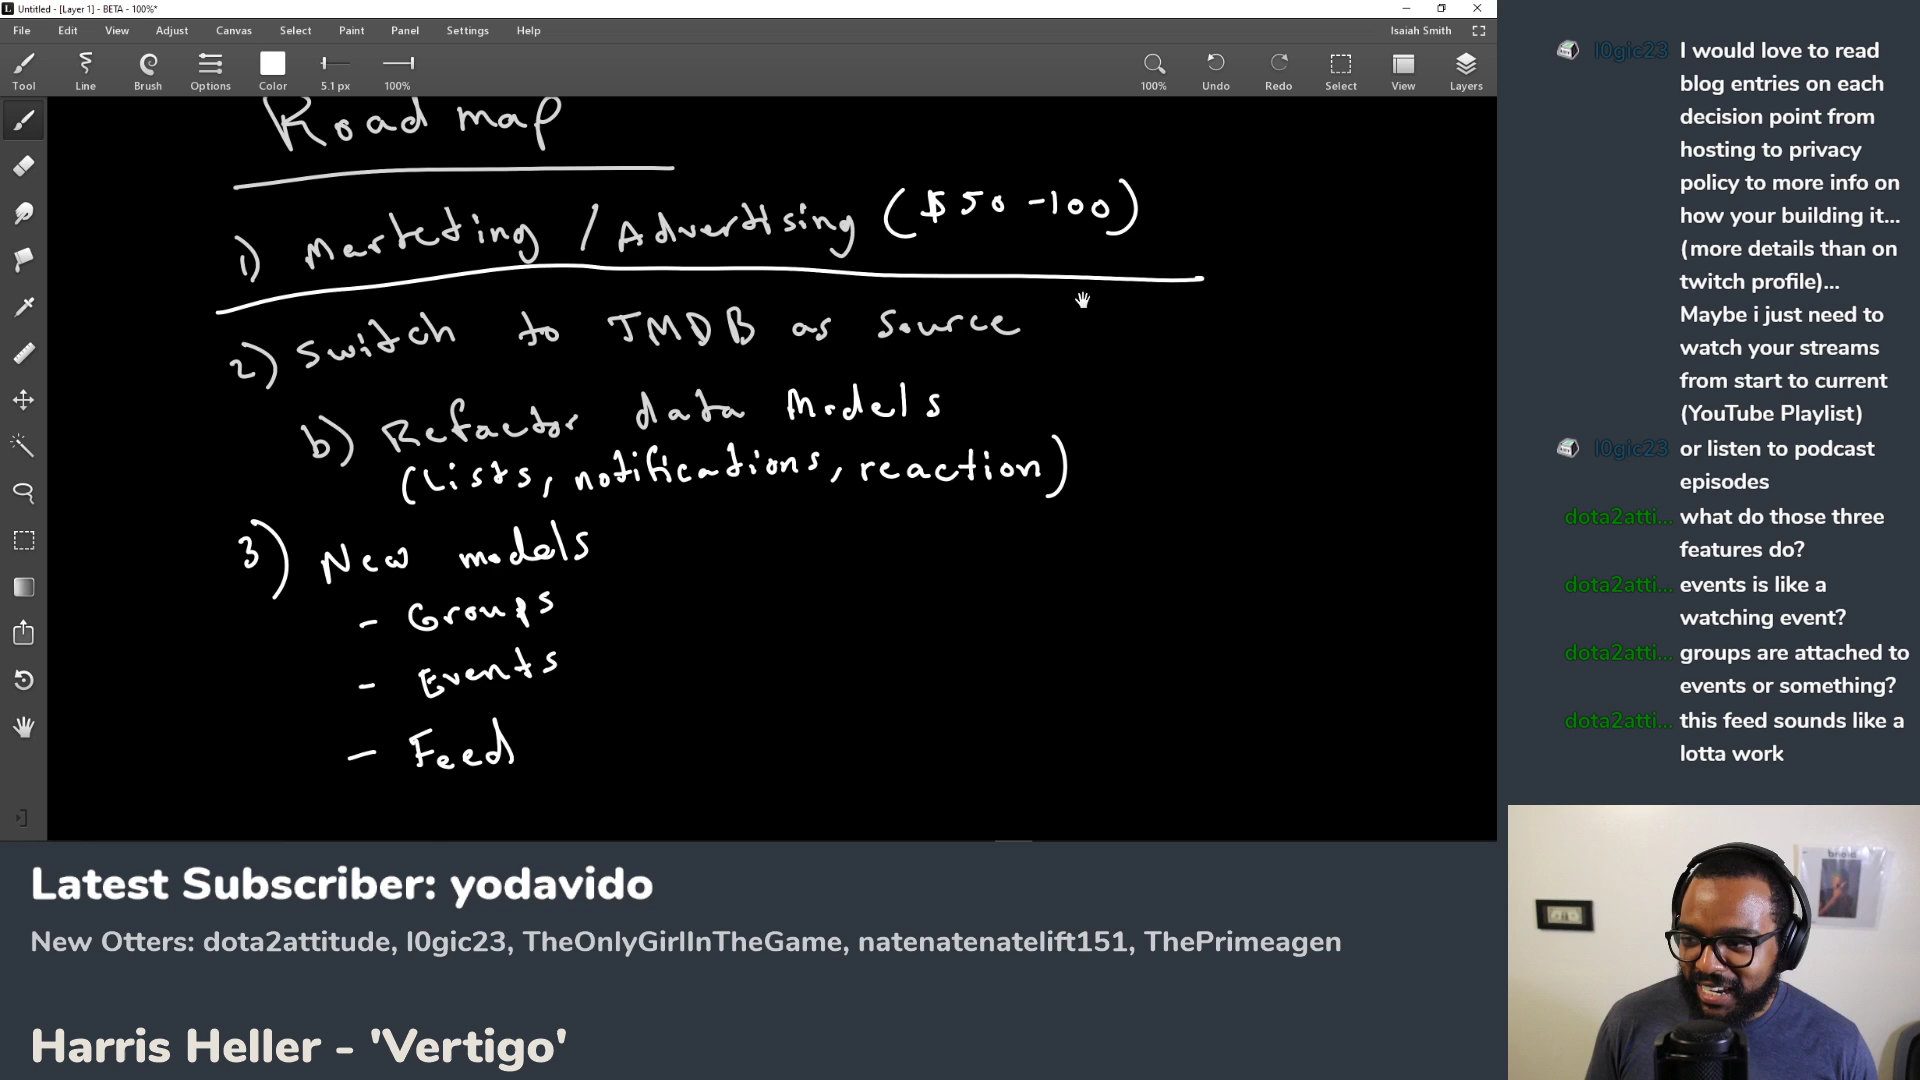 Untitled - [Layer 1] - BETA - 100%*
File Edit View Adjust Canvas Select Paint Panel Settings Help Isaiah Smith
Tool Line Brush Options Color 5.1 px 100% 100% Undo Redo Select View Layers
Road map
1) Marketing / Advertising ($50-100)
2) Switch to TMDB as source
b) Refactor data Models
(Lists, notifications, reaction)
3) New models
- Groups
- Events
- Feed
l0gic23 I would love to read
blog entries on each
decision point from
hosting to privacy
policy to more info on
how your building it...
(more details than on
twitch profile)...
Maybe i just need to
watch your streams
from start to current
(YouTube Playlist)
l0gic23 or listen to podcast
episodes
dota2atti... what do those three
features do?
dota2atti... events is like a
watching event?
dota2atti... groups are attached to
events or something?
dota2atti... this feed sounds like a
lotta work
Latest Subscriber: yodavido
New Otters: dota2attitude, l0gic23, TheOnlyGirlInTheGame, natenatenatelift151, ThePrimeagen
Harris Heller - 'Vertigo'